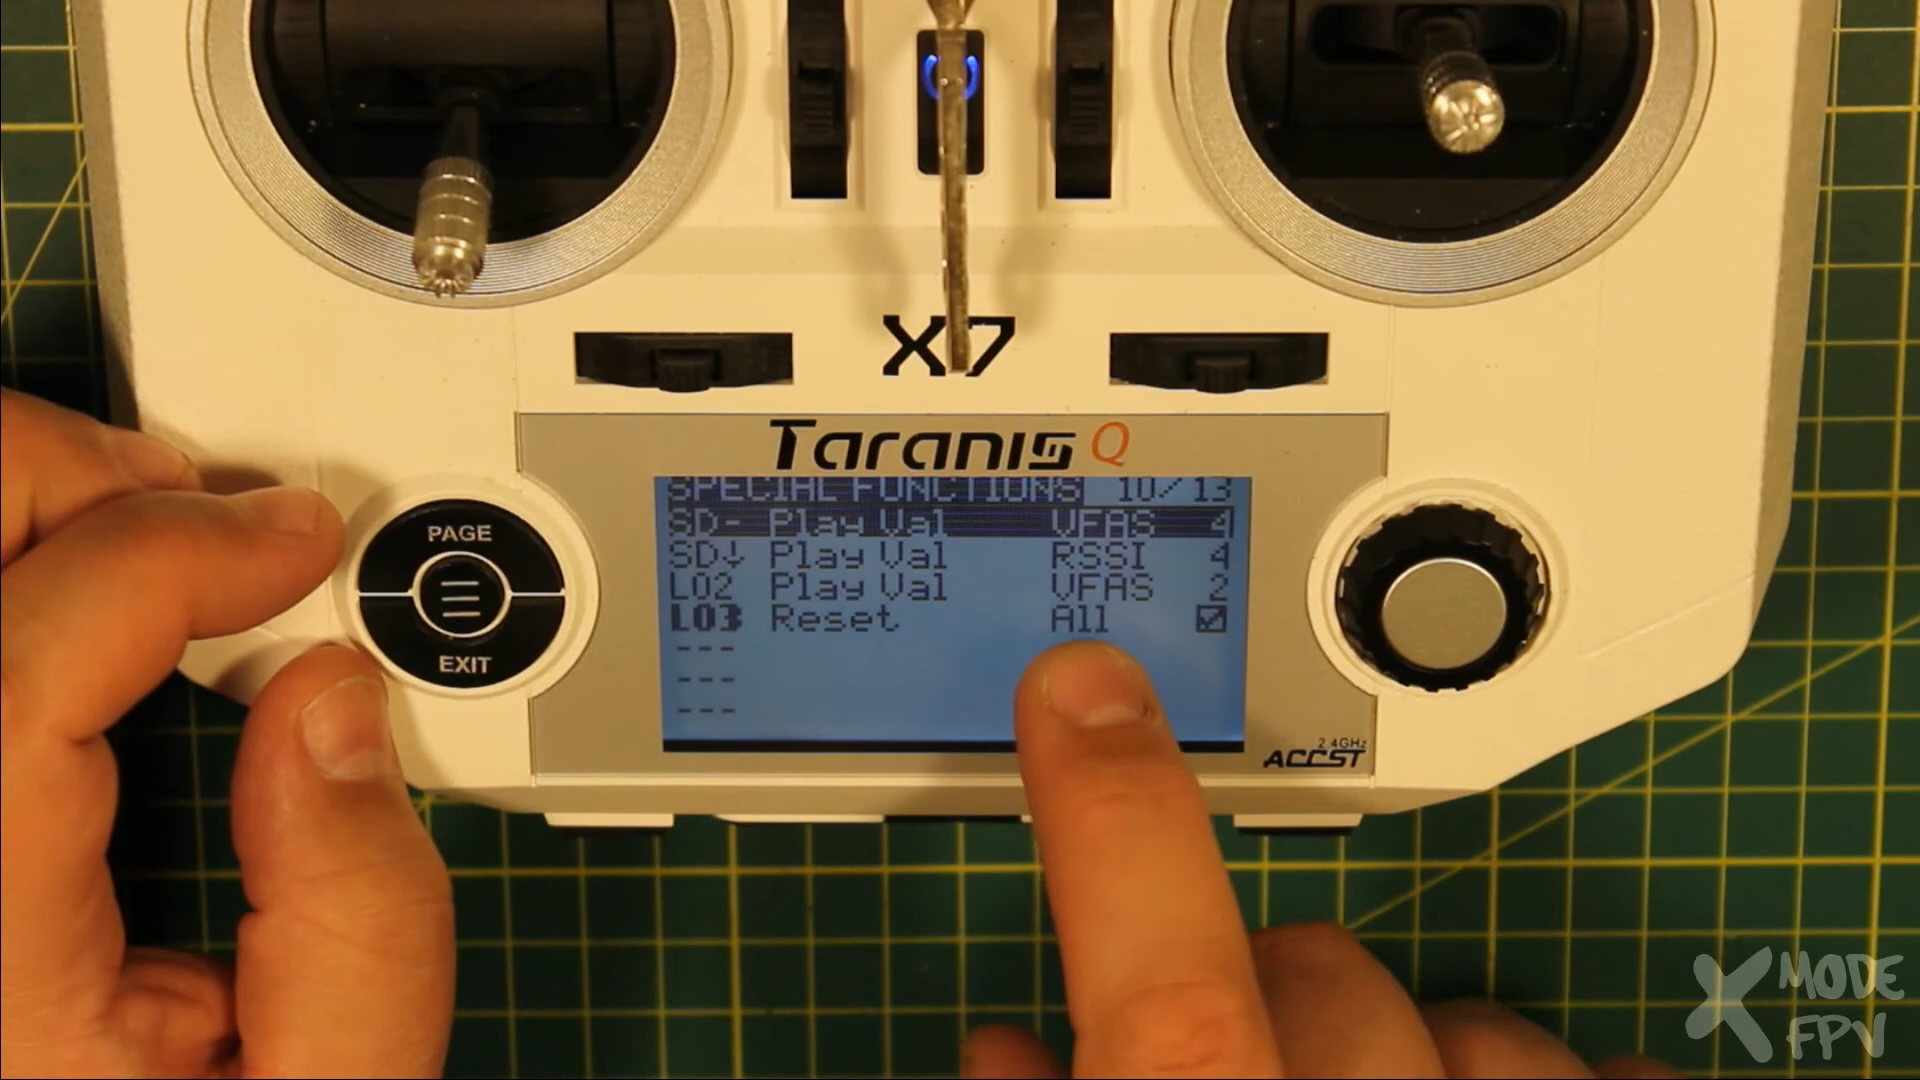 X7
Taranis Q
SPECIAL FUNCTIONS 10/13
SD- Play Val VFAS 4
SD↓ Play Val RSSI 4
L02 Play Val VFAS 2
L03 Reset All ☑
---
---
---
PAGE
EXIT
2.4GHz
ACCST
X MODE
FPV